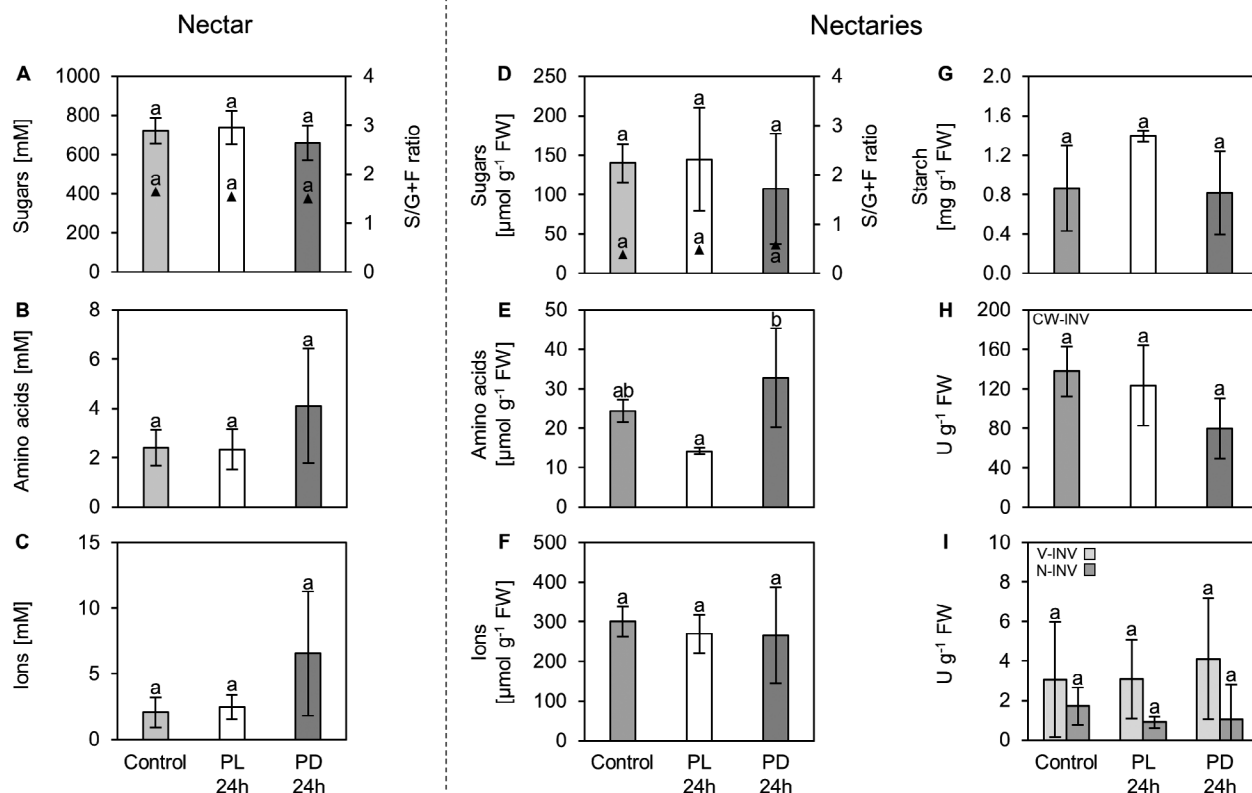 Nectar
Nectaries
A
1000
800
600
400
200
0
Sugars [mM]
a a a
a a a
4
3
2
1
0
S/G+F ratio
B
8
6
4
2
0
Amino acids [mM]
a a a
C
15
10
5
0
Ions [mM]
a a a
Control PL PD
24h 24h
D
250
200
150
100
50
0
Sugars
[µmol g-1 FW]
a a a
a a a
4
3
2
1
0
S/G+F ratio
E
50
40
30
20
10
0
Amino acids
[µmol g-1 FW]
ab a b
F
500
400
300
200
100
0
Ions
[µmol g-1 FW]
a a a
Control PL PD
24h 24h
G
2.0
1.6
1.2
0.8
0.4
0.0
Starch
[mg g-1 FW]
a a a
H
200
160
120
80
40
0
U g-1 FW
CW-INV
a a a
I
10
8
6
4
2
0
U g-1 FW
V-INV
N-INV
a a a a a a
Control PL PD
24h 24h